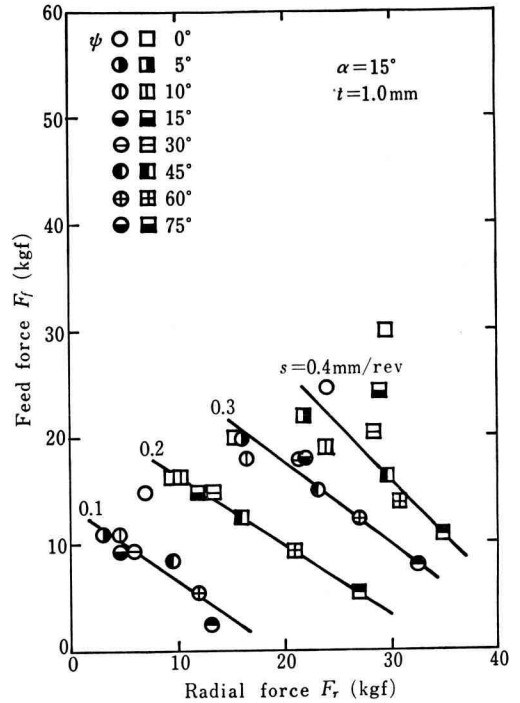 60
50
40
30
20
10
0
Feed force F_f (kgf)
ψ 0°
5°
10°
15°
30°
45°
60°
75°
α=15°
t=1.0mm
s=0.4mm/rev
0.3
0.2
0.1
0 10 20 30 40
Radial force F_r (kgf)